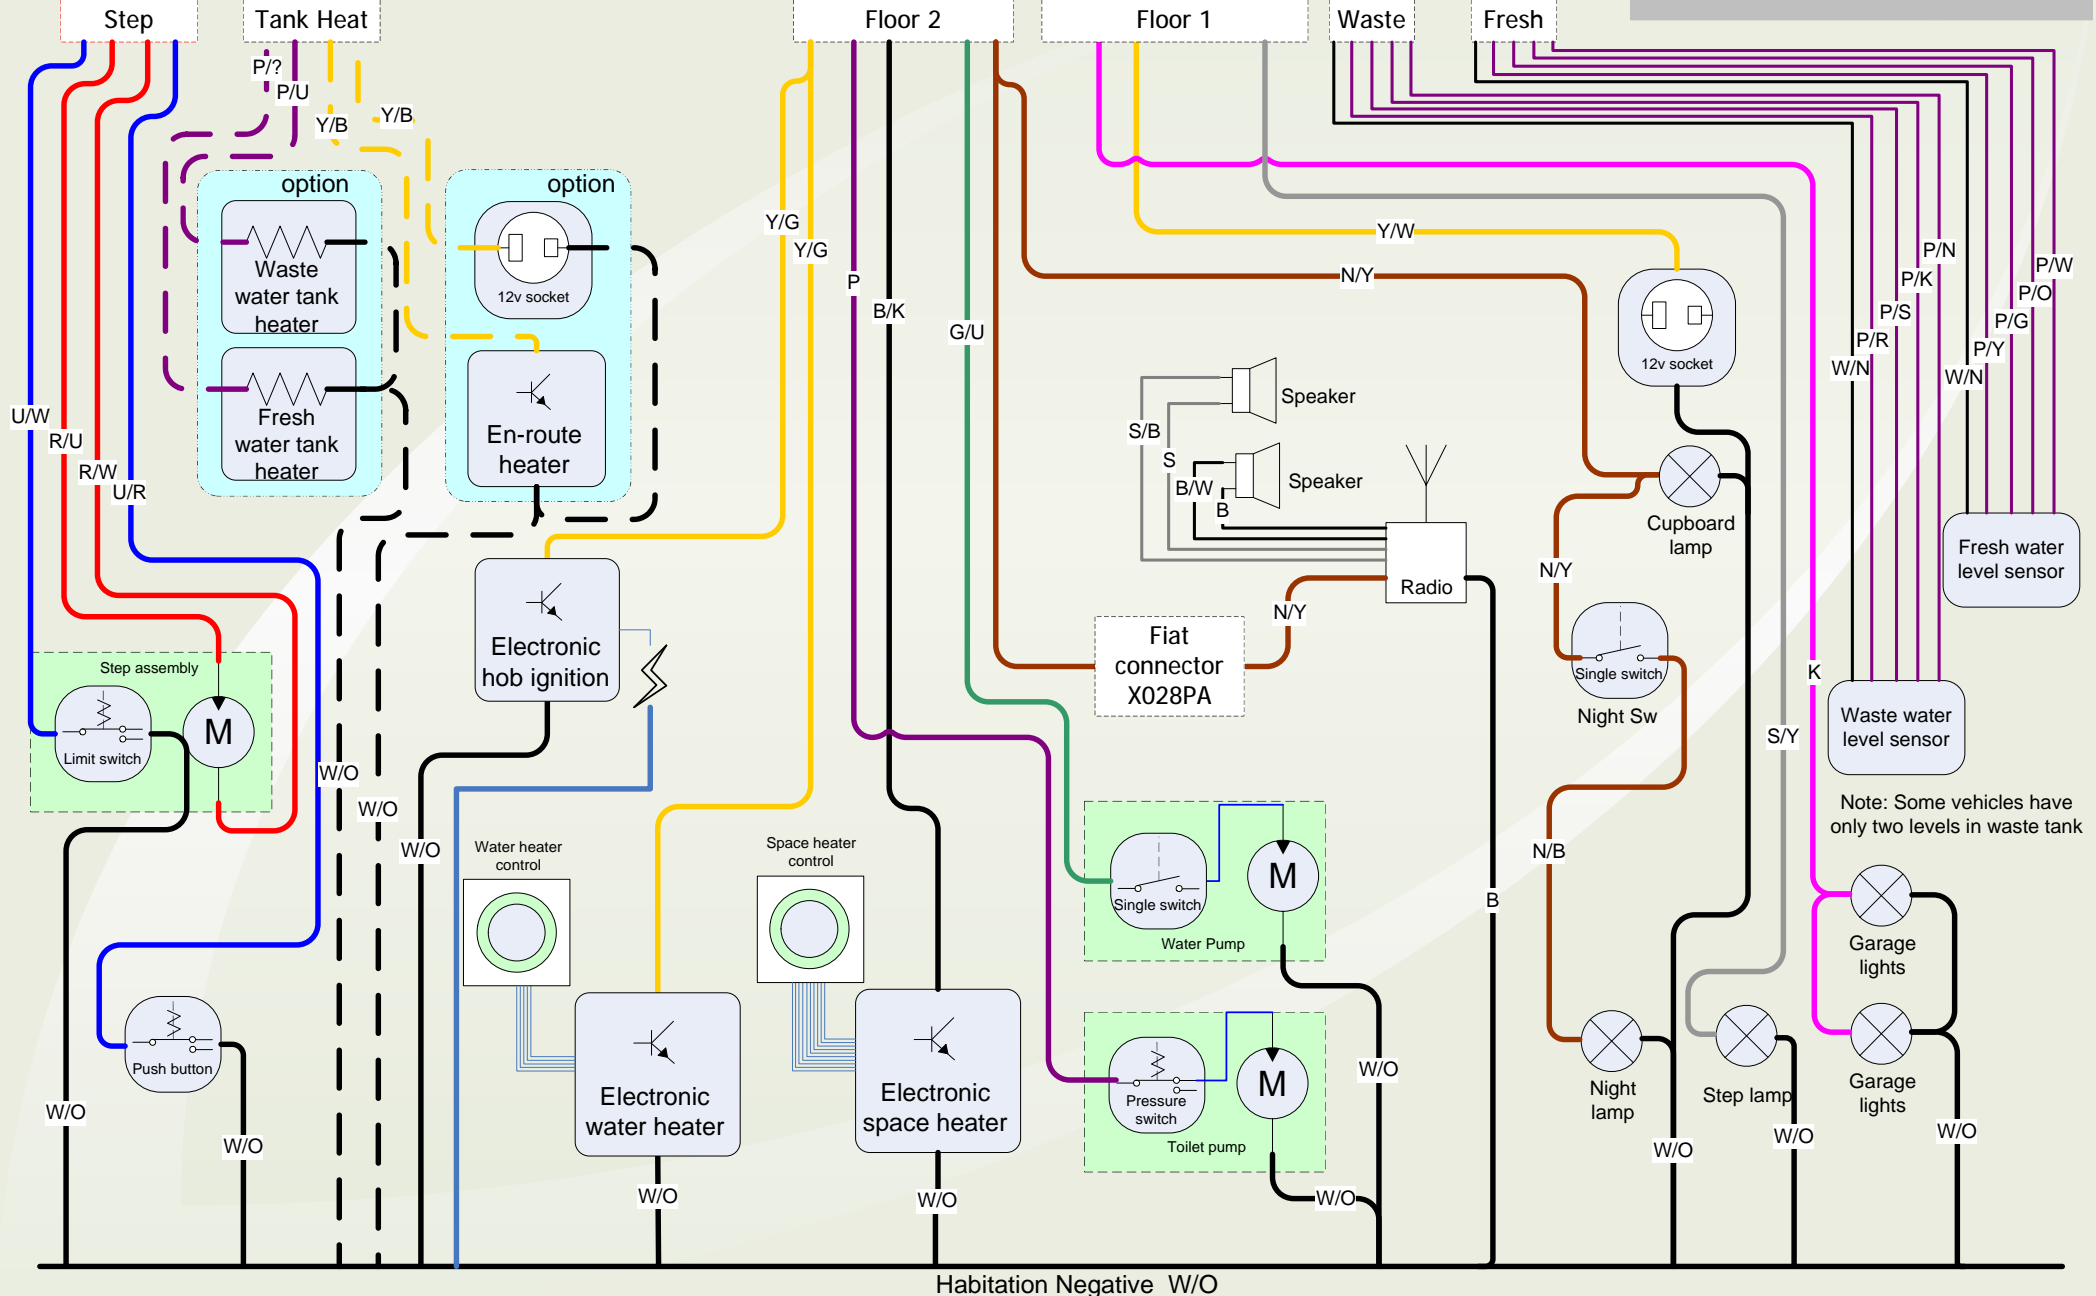 Step
Tank Heat
Floor 2
Floor 1
Waste
Fresh
P/?
P/U
Y/B
Y/B
option
option
Waste
water tank
heater
12v socket
Fresh
water tank
heater
En-route
heater
U/W
R/U
R/W
U/R
Y/G
Y/G
P
B/K
G/U
Y/W
N/Y
12v socket
P/N
P/W
P/K
P/O
P/S
P/G
P/R
P/Y
W/N
W/N
Speaker
S/B
S
Speaker
B/W
B
Radio
N/Y
Cupboard
lamp
N/Y
Fresh water
level sensor
Electronic
hob ignition
Fiat
connector
X028PA
Single switch
Night Sw
K
S/Y
Waste water
level sensor
Note: Some vehicles have
only two levels in waste tank
Step assembly
Limit switch
M
W/O
W/O
W/O
Water heater
control
Space heater
control
Single switch
M
Water Pump
N/B
B
Garage
lights
Push button
W/O
W/O
Electronic
water heater
Electronic
space heater
Pressure
switch
M
Toilet pump
W/O
W/O
Night
lamp
Step lamp
Garage
lights
W/O
W/O
W/O
W/O
W/O
Habitation Negative W/O